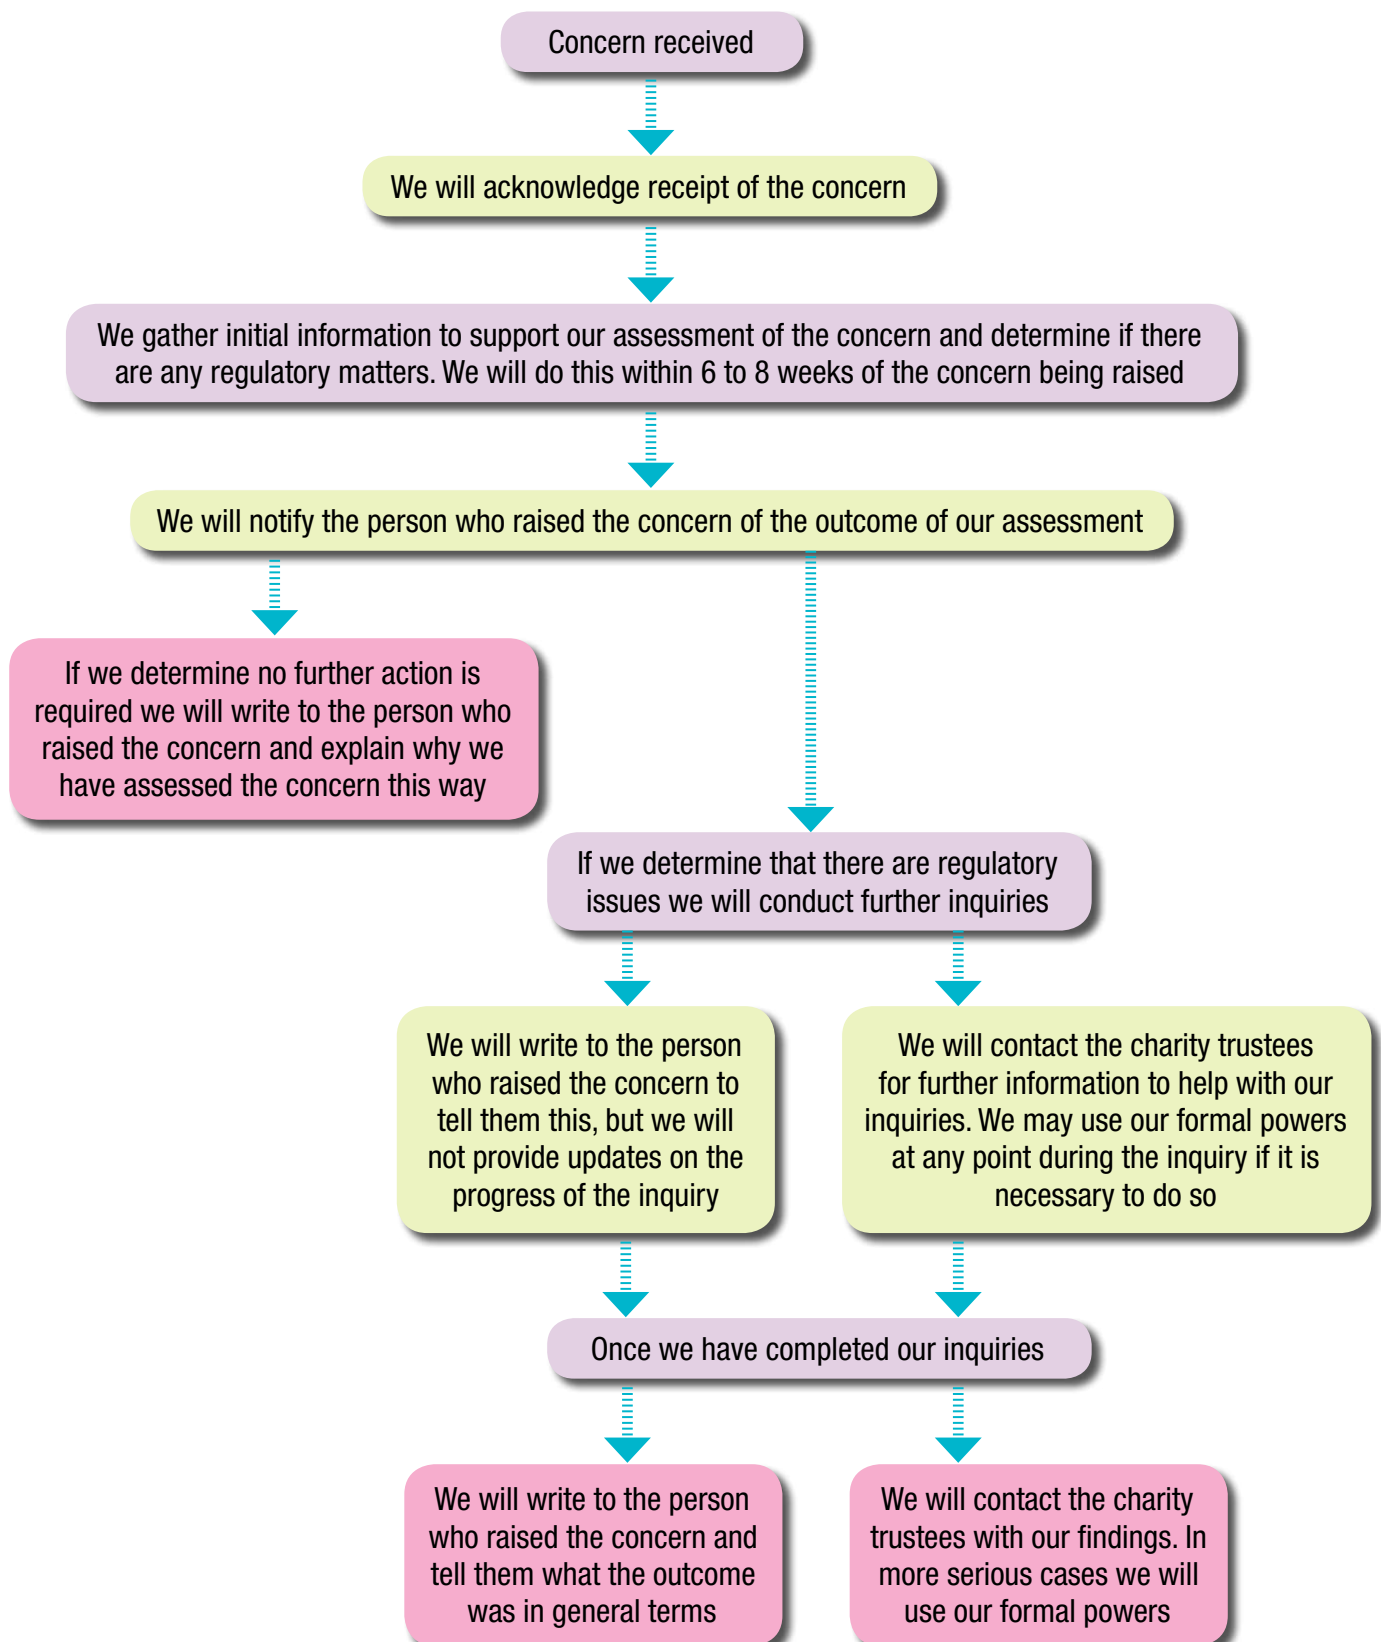 Concern received
We will acknowledge receipt of the concern
We gather initial information to support our assessment of the concern and determine if there
are any regulatory matters. We will do this within 6 to 8 weeks of the concern being raised
We will notify the person who raised the concern of the outcome of our assessment
If we determine no further action is
required we will write to the person who
raised the concern and explain why we
have assessed the concern this way
If we determine that there are regulatory
issues we will conduct further inquiries
We will write to the person
who raised the concern to
tell them this, but we will
not provide updates on the
progress of the inquiry
We will contact the charity trustees
for further information to help with our
inquiries. We may use our formal powers
at any point during the inquiry if it is
necessary to do so
Once we have completed our inquiries
We will write to the person
who raised the concern and
tell them what the outcome
was in general terms
We will contact the charity
trustees with our findings. In
more serious cases we will
use our formal powers